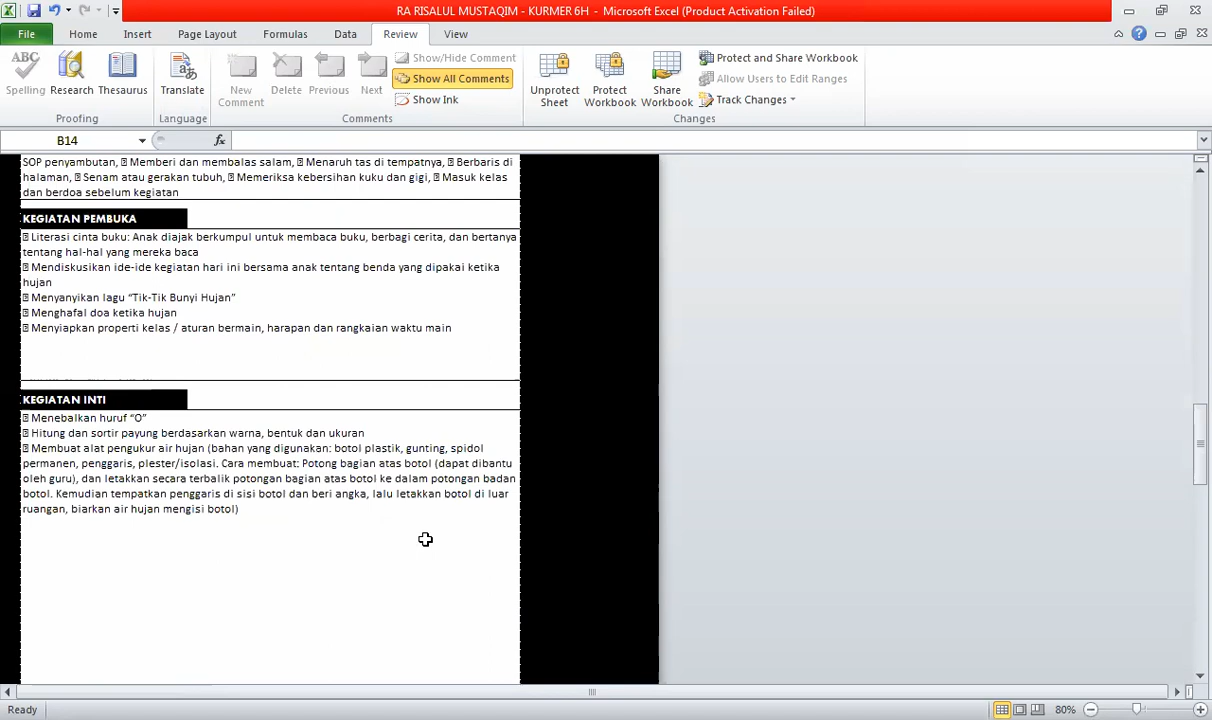 RA RISALUL MUSTAQIM - KURMER 6H - Microsoft Excel (Product Activation Failed)
File Home Insert Page Layout Formulas Data Review View
ABC
Spelling Research Thesaurus
Proofing
Translate
Language
New Comment
Delete
Previous
Next
Show/Hide Comment
Show All Comments
Show Ink
Comments
Unprotect Sheet
Protect Workbook
Share Workbook
Protect and Share Workbook
Allow Users to Edit Ranges
Track Changes
Changes
B14
fx
SOP penyambutan, Memberi dan membalas salam, Menaruh tas di tempatnya, Berbaris di
halaman, Senam atau gerakan tubuh, Memeriksa kebersihan kuku dan gigi, Masuk kelas
dan berdoa sebelum kegiatan
KEGIATAN PEMBUKA
Literasi cinta buku: Anak diajak berkumpul untuk membaca buku, berbagi cerita, dan bertanya
tentang hal-hal yang mereka baca
Mendiskusikan ide-ide kegiatan hari ini bersama anak tentang benda yang dipakai ketika
hujan
Menyanyikan lagu “Tik-Tik Bunyi Hujan”
Menghafal doa ketika hujan
Menyiapkan properti kelas / aturan bermain, harapan dan rangkaian waktu main
KEGIATAN INTI
Menebalkan huruf “O”
Hitung dan sortir payung berdasarkan warna, bentuk dan ukuran
Membuat alat pengukur air hujan (bahan yang digunakan: botol plastik, gunting, spidol
permanen, penggaris, plester/isolasi. Cara membuat: Potong bagian atas botol (dapat dibantu
oleh guru), dan letakkan secara terbalik potongan bagian atas botol ke dalam potongan badan
botol. Kemudian tempatkan penggaris di sisi botol dan beri angka, lalu letakkan botol di luar
ruangan, biarkan air hujan mengisi botol)
Ready
80%